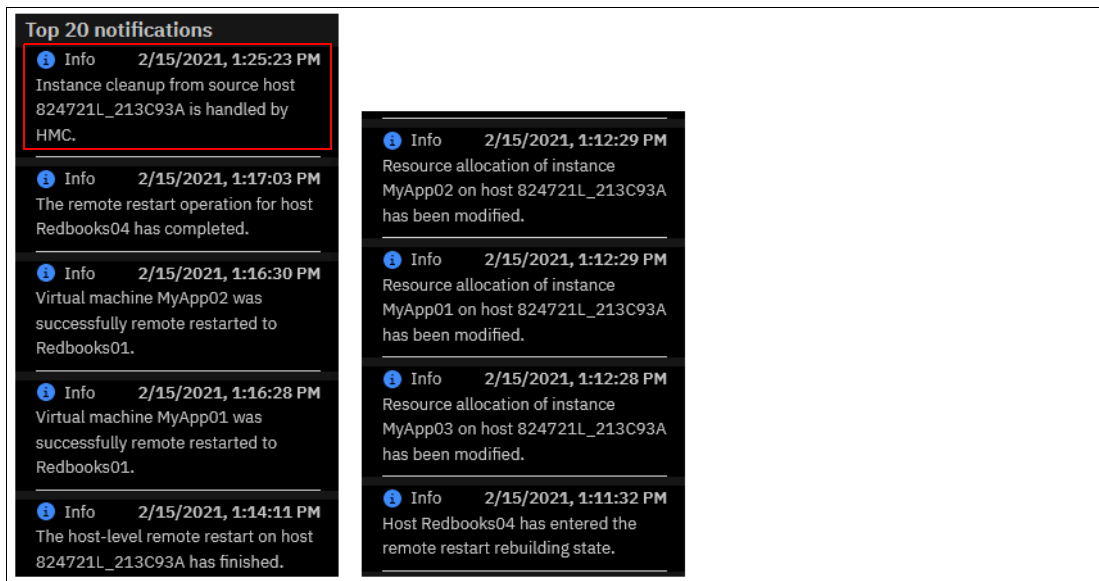 Top 20 notifications
Info 2/15/2021, 1:25:23 PM
Instance cleanup from source host
824721L_213C93A is handled by
HMC.
Info 2/15/2021, 1:17:03 PM
The remote restart operation for host
Redbooks04 has completed.
Info 2/15/2021, 1:16:30 PM
Virtual machine MyApp02 was
successfully remote restarted to
Redbooks01.
Info 2/15/2021, 1:16:28 PM
Virtual machine MyApp01 was
successfully remote restarted to
Redbooks01.
Info 2/15/2021, 1:14:11 PM
The host-level remote restart on host
824721L_213C93A has finished.
Info 2/15/2021, 1:12:29 PM
Resource allocation of instance
MyApp02 on host 824721L_213C93A
has been modified.
Info 2/15/2021, 1:12:29 PM
Resource allocation of instance
MyApp01 on host 824721L_213C93A
has been modified.
Info 2/15/2021, 1:12:28 PM
Resource allocation of instance
MyApp03 on host 824721L_213C93A
has been modified.
Info 2/15/2021, 1:11:32 PM
Host Redbooks04 has entered the
remote restart rebuilding state.